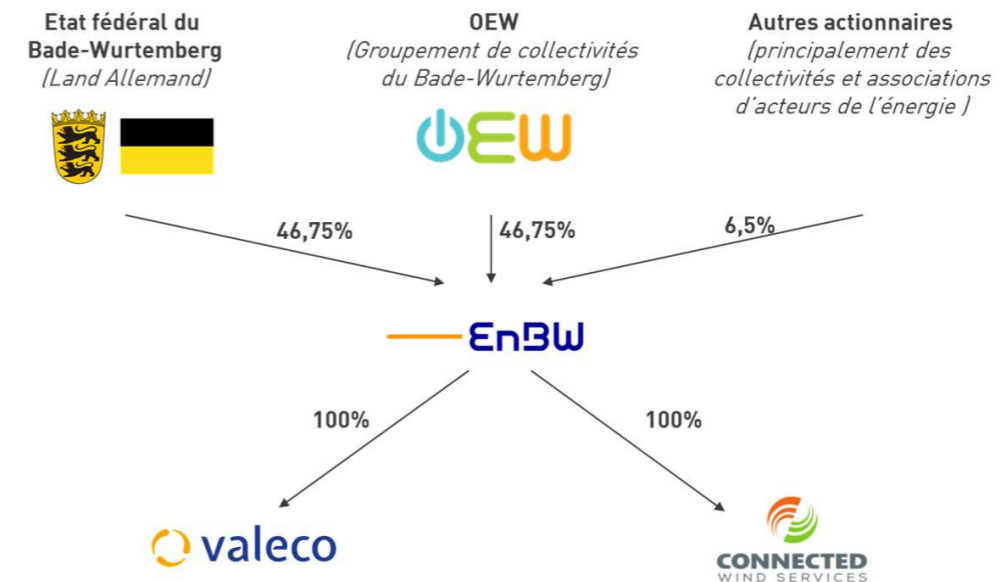 Etat fédéral du
Bade-Wurtemberg
(Land Allemand)
OEW
(Groupement de collectivités
du Bade-Wurtemberg)
Autres actionnaires
(principalement des
collectivités et associations
d'acteurs de l'énergie )
OEW
46,75%
46,75%
6,5%
EnBW
100%
100%
valeco
CONNECTED
WIND SERVICES